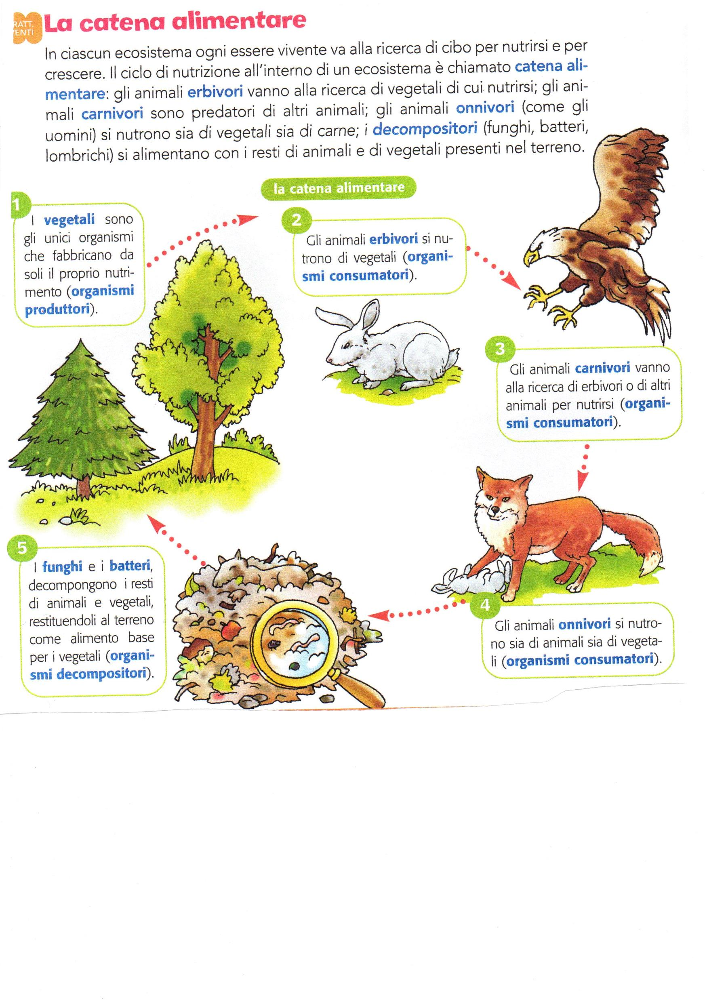 RATT.
ENTI
La catena alimentare
In ciascun ecosistema ogni essere vivente va alla ricerca di cibo per nutrirsi e per
crescere. Il ciclo di nutrizione all'interno di un ecosistema è chiamato catena ali-
mentare: gli animali erbivori vanno alla ricerca di vegetali di cui nutrirsi; gli ani-
mali carnivori sono predatori di altri animali; gli animali onnivori (come gli
uomini) si nutrono sia di vegetali sia di carne; i decompositori (funghi, batteri,
lombrichi) si alimentano con i resti di animali e di vegetali presenti nel terreno.
la catena alimentare
1
I vegetali sono
gli unici organismi
che fabbricano da
soli il proprio nutri-
mento (organismi
produttori).
2
Gli animali erbivori si nu-
trono di vegetali (organi-
smi consumatori).
3
Gli animali carnivori vanno
alla ricerca di erbivori o di altri
animali per nutrirsi (organi-
smi consumatori).
4
Gli animali onnivori si nutro-
no sia di animali sia di vegeta-
li (organismi consumatori).
5
I funghi e i batteri,
decompongono i resti
di animali e vegetali,
restituendoli al terreno
come alimento base
per i vegetali (organi-
smi decompositori).